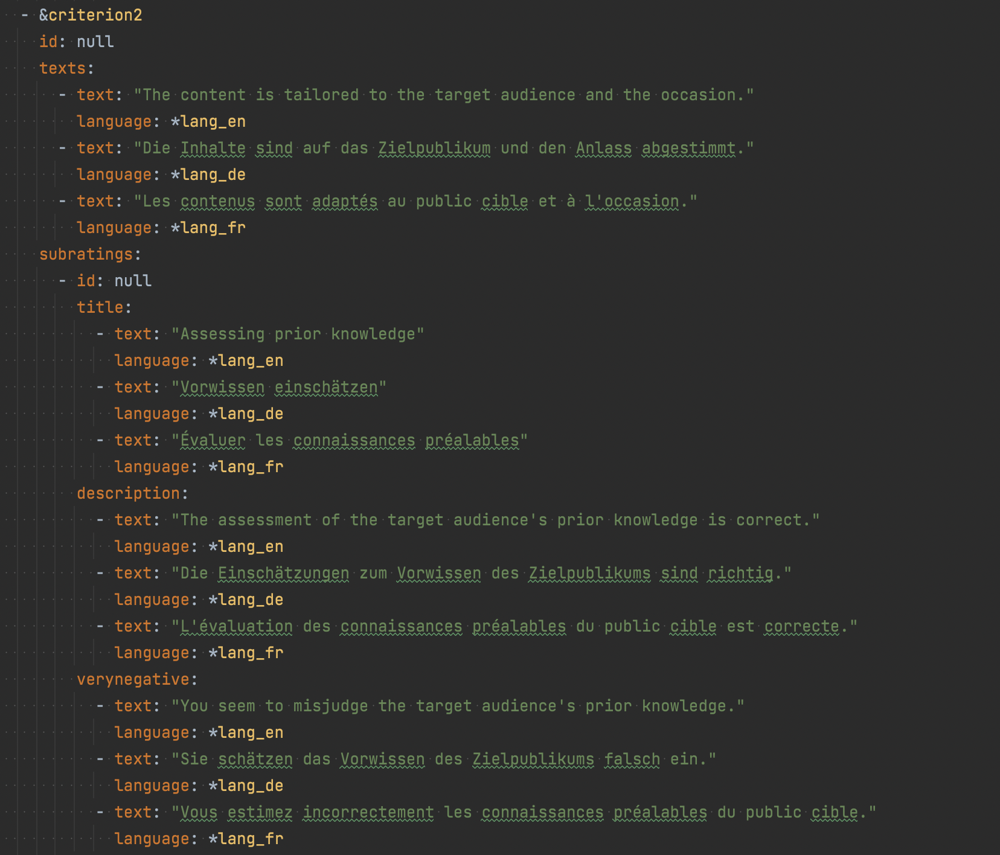 - &criterion2
id: null
texts:
- text: "The content is tailored to the target audience and the occasion."
language: *lang_en
- text: "Die Inhalte sind auf das Zielpublikum und den Anlass abgestimmt."
language: *lang_de
- text: "Les contenus sont adaptés au public cible et à l'occasion."
language: *lang_fr
subratings:
- id: null
title:
- text: "Assessing prior knowledge"
language: *lang_en
- text: "Vorwissen einschätzen"
language: *lang_de
- text: "Évaluer les connaissances préalables"
language: *lang_fr
description:
- text: "The assessment of the target audience's prior knowledge is correct."
language: *lang_en
- text: "Die Einschätzungen zum Vorwissen des Zielpublikums sind richtig."
language: *lang_de
- text: "L'évaluation des connaissances préalables du public cible est correcte."
language: *lang_fr
verynegative:
- text: "You seem to misjudge the target audience's prior knowledge."
language: *lang_en
- text: "Sie schätzen das Vorwissen des Zielpublikums falsch ein."
language: *lang_de
- text: "Vous estimez incorrectement les connaissances préalables du public cible."
language: *lang_fr